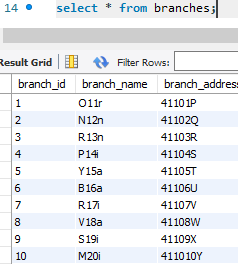 14 select * from branches;
Result Grid Filter Rows:
branch_id branch_name branch_address
1 O11r 41101P
2 N12n 41102Q
3 R13n 41103R
4 P14i 41104S
5 Y15a 41105T
6 B16a 41106U
7 R17i 41107V
8 V18a 41108W
9 S19i 41109X
10 M20i 411010Y